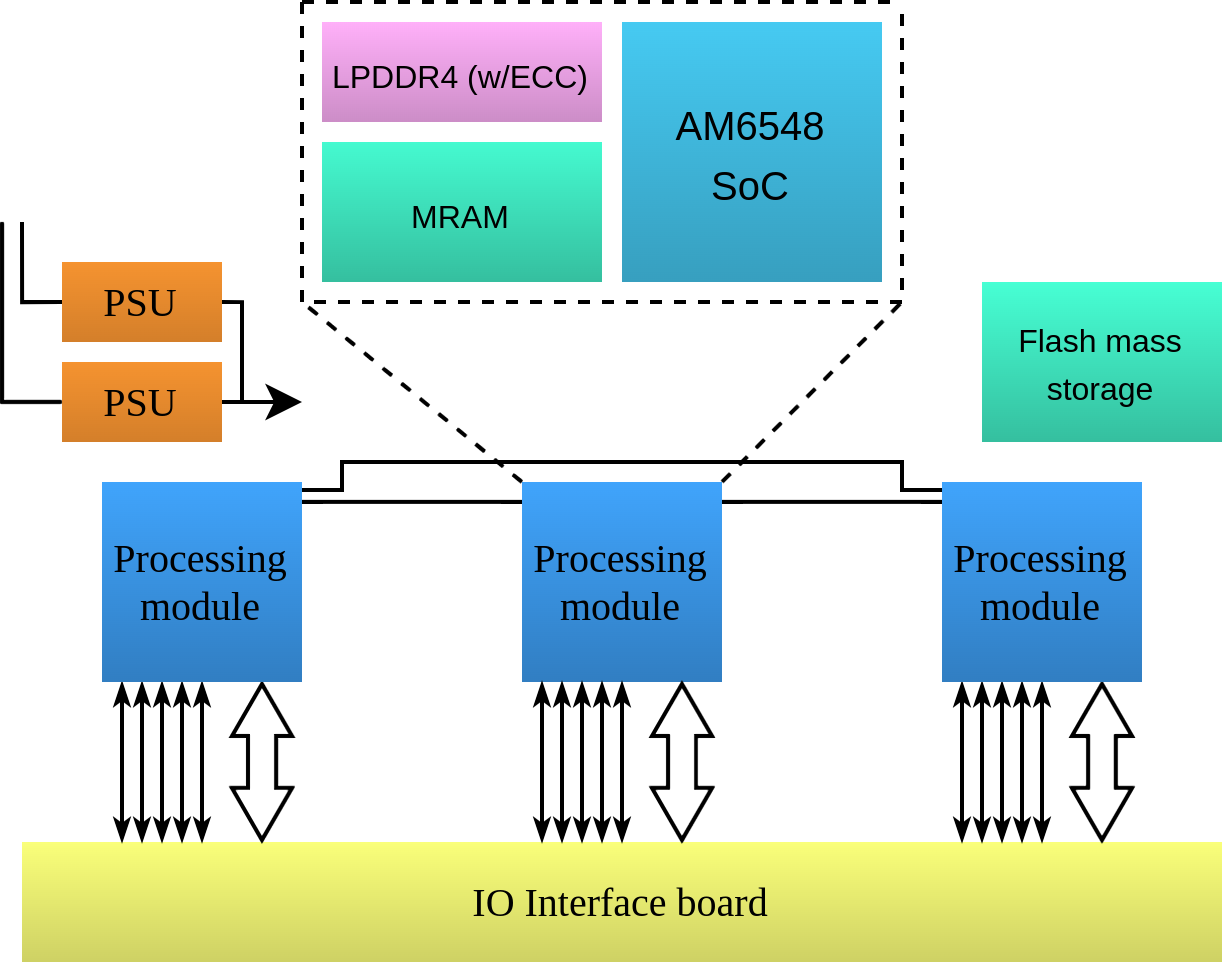 LPDDR4 (w/ECC)
AM6548
SoC
MRAM
PSU
PSU
Flash mass
storage
Processing
module
Processing
module
Processing
module
IO Interface board